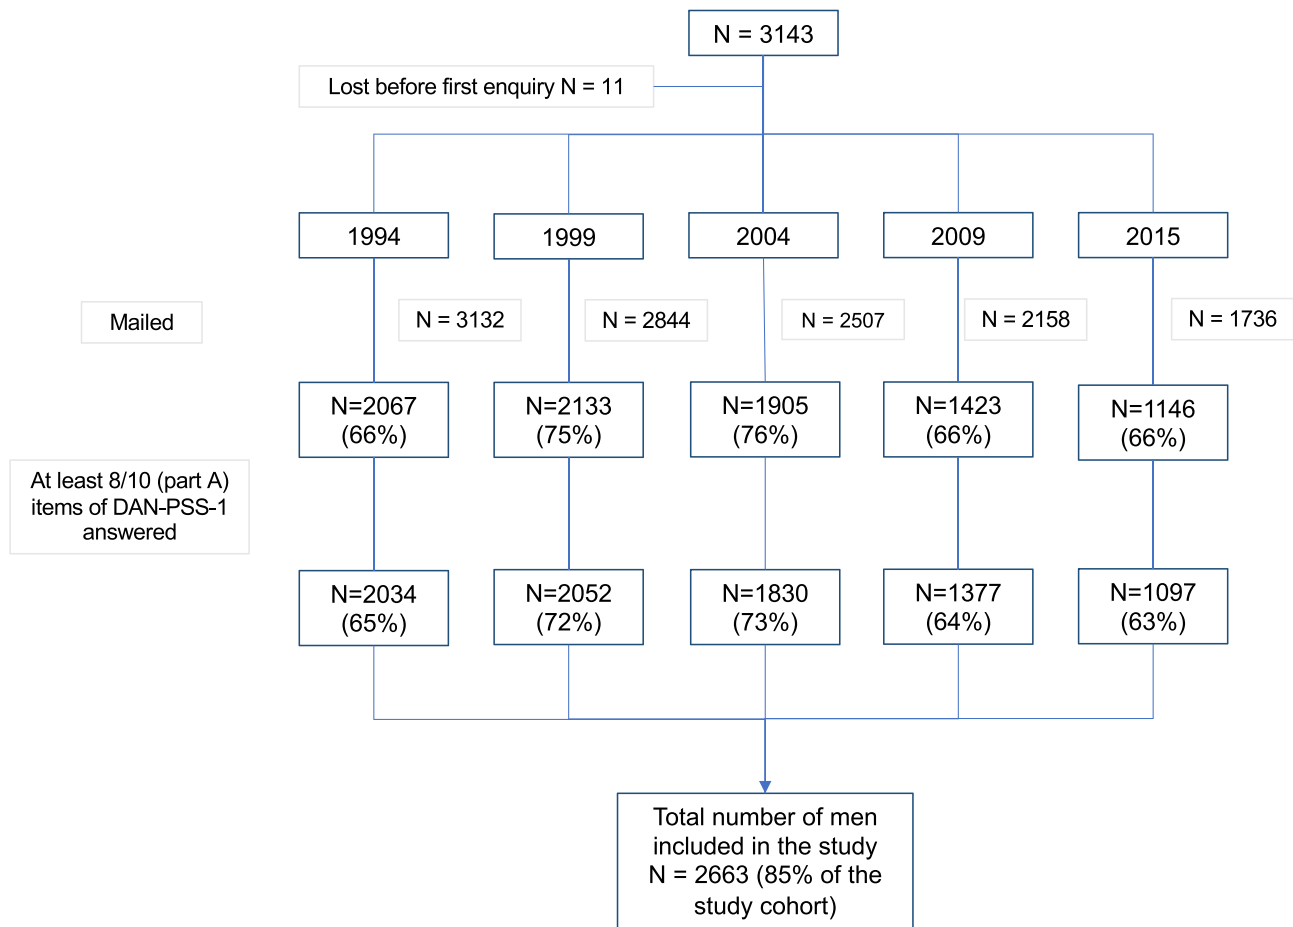 N = 3143
Lost before first enquiry N = 11
1994
1999
2004
2009
2015
Mailed
N = 3132
N = 2844
N = 2507
N = 2158
N = 1736
N=2067
(66%)
N=2133
(75%)
N=1905
(76%)
N=1423
(66%)
N=1146
(66%)
At least 8/10 (part A)
items of DAN-PSS-1
answered
N=2034
(65%)
N=2052
(72%)
N=1830
(73%)
N=1377
(64%)
N=1097
(63%)
Total number of men
included in the study
N = 2663 (85% of the
study cohort)